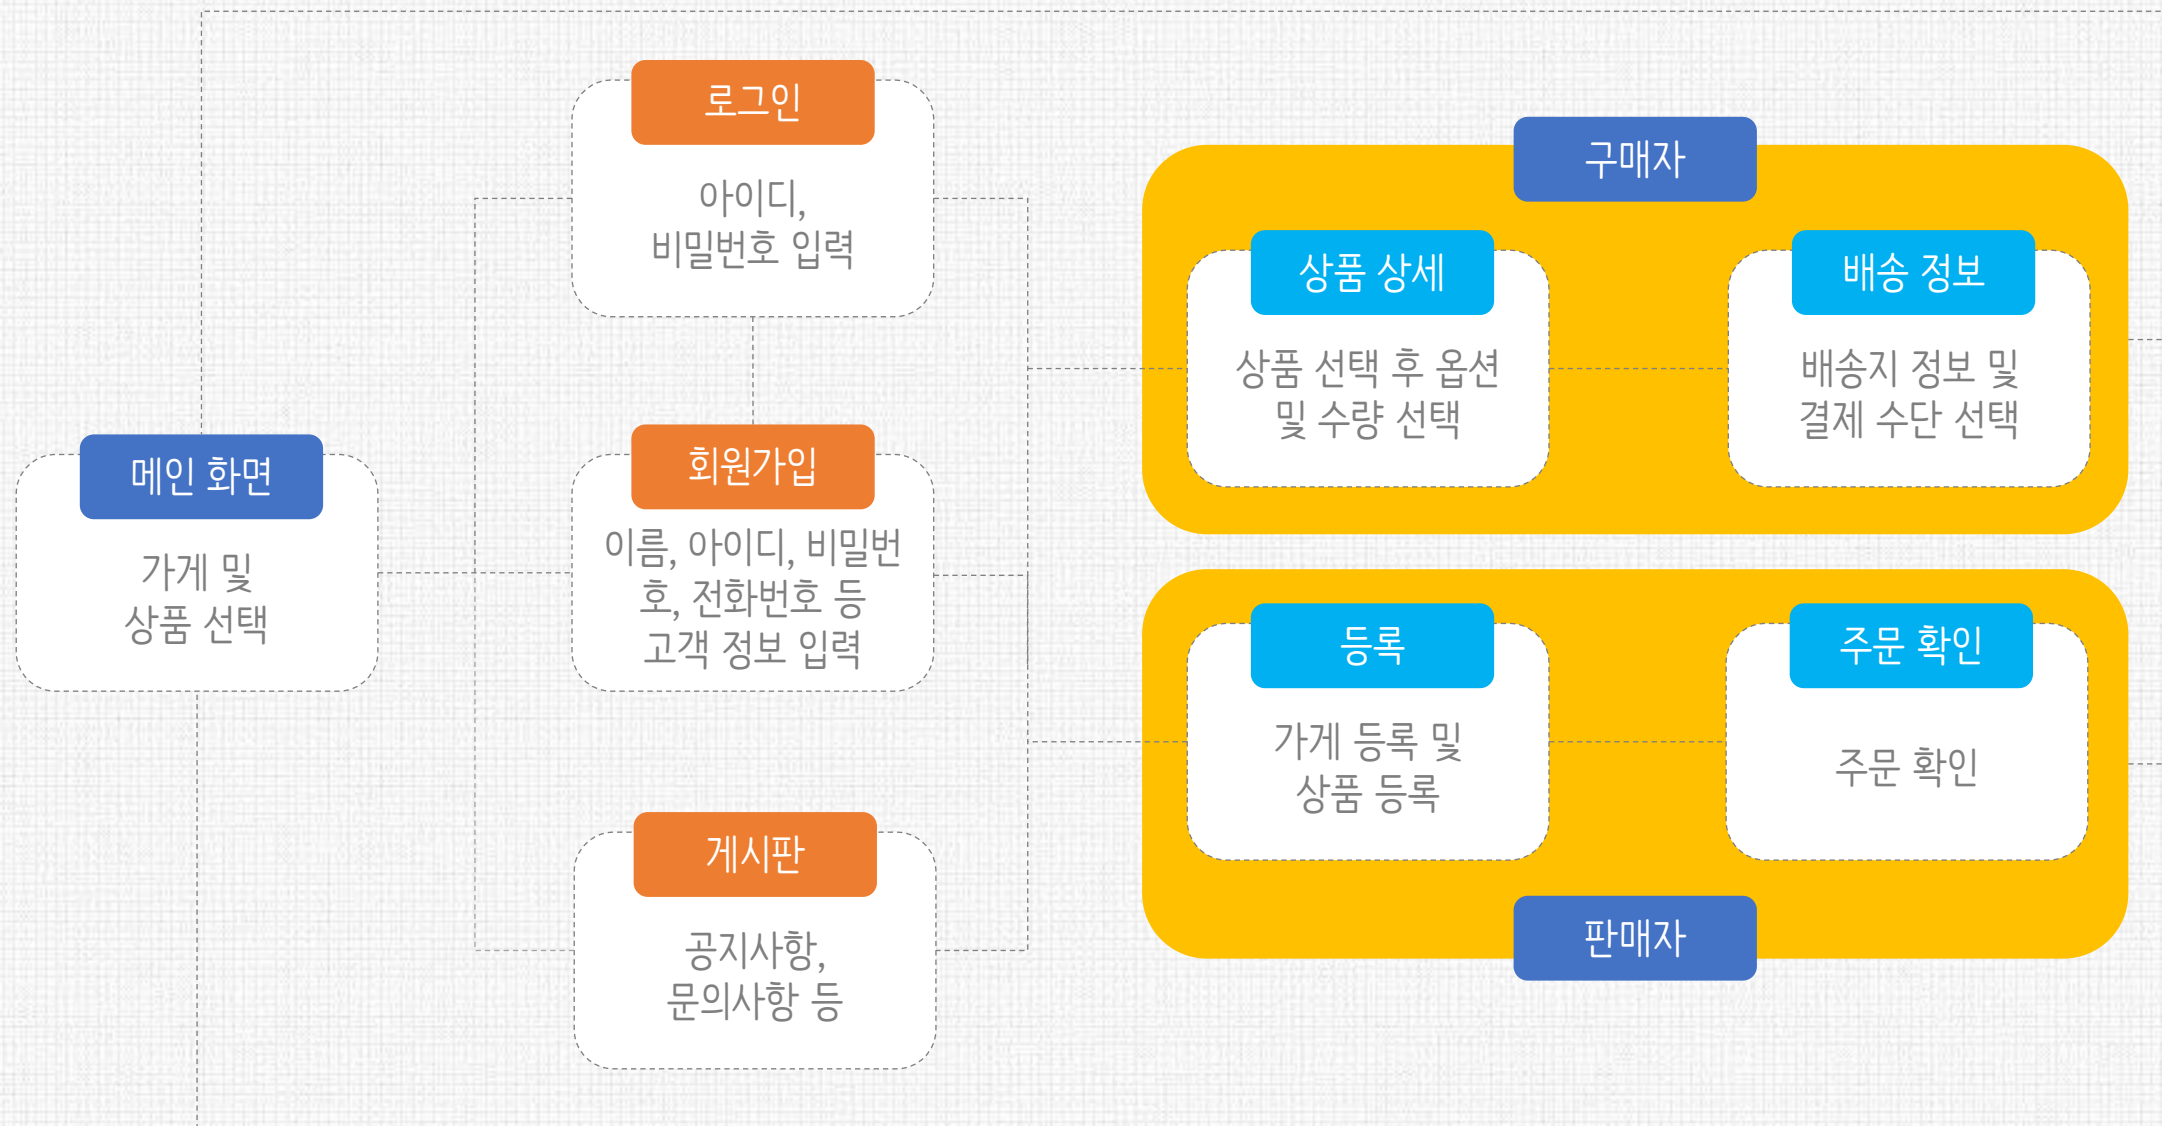 메인 화면
가게 및
상품 선택
로그인
아이디,
비밀번호 입력
회원가입
이름, 아이디, 비밀번
호, 전화번호 등
고객 정보 입력
게시판
공지사항,
문의사항 등
구매자
상품 상세
상품 선택 후 옵션
및 수량 선택
배송 정보
배송지 정보 및
결제 수단 선택
등록
가게 등록 및
상품 등록
주문 확인
주문 확인
판매자